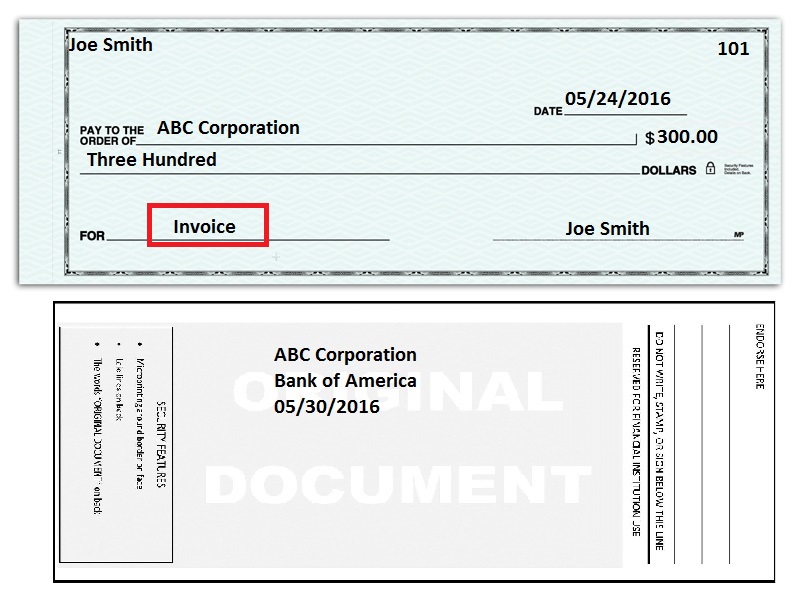 Joe Smith
101
DATE 05/24/2016
PAY TO THE
ORDER OF ABC Corporation
$ 300.00
Three Hundred
DOLLARS
Security Features
Included.
Details on Back.
FOR Invoice
Joe Smith
MP
ABC Corporation
Bank of America
05/30/2016
ORIGINAL
DOCUMENT
SECURITY FEATURES
• Microprinting around border on face
• lines on back
• The words "ORIGINAL DOCUMENT" on back
ENDORSE HERE
DO NOT WRITE, STAMP, OR SIGN BELOW THIS LINE
RESERVED FOR FINANCIAL INSTITUTION USE